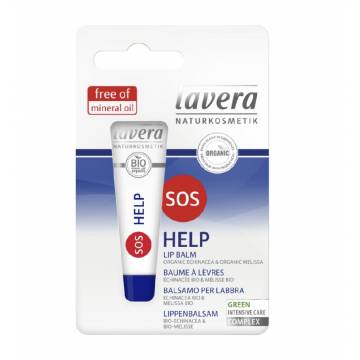 free of
mineral oil
lavera
NATURKOSMETIK
ORGANIC
lavera
NATURKOSMETIK
BIO
SOS HELP
SOS
HELP
LIP BALM
ORGANIC ECHINACEA & ORGANIC MELISSA
BAUME À LÈVRES
ECHINACÉE BIO & MÉLISSE BIO
BALSAMO PER LABBRA
ECHINACEA BIO &
MELISSA BIO
LIPPENBALSAM
BIO-ECHINACEA &
BIO-MELISSE
GREEN
INTENSIVE CARE
COMPLEX